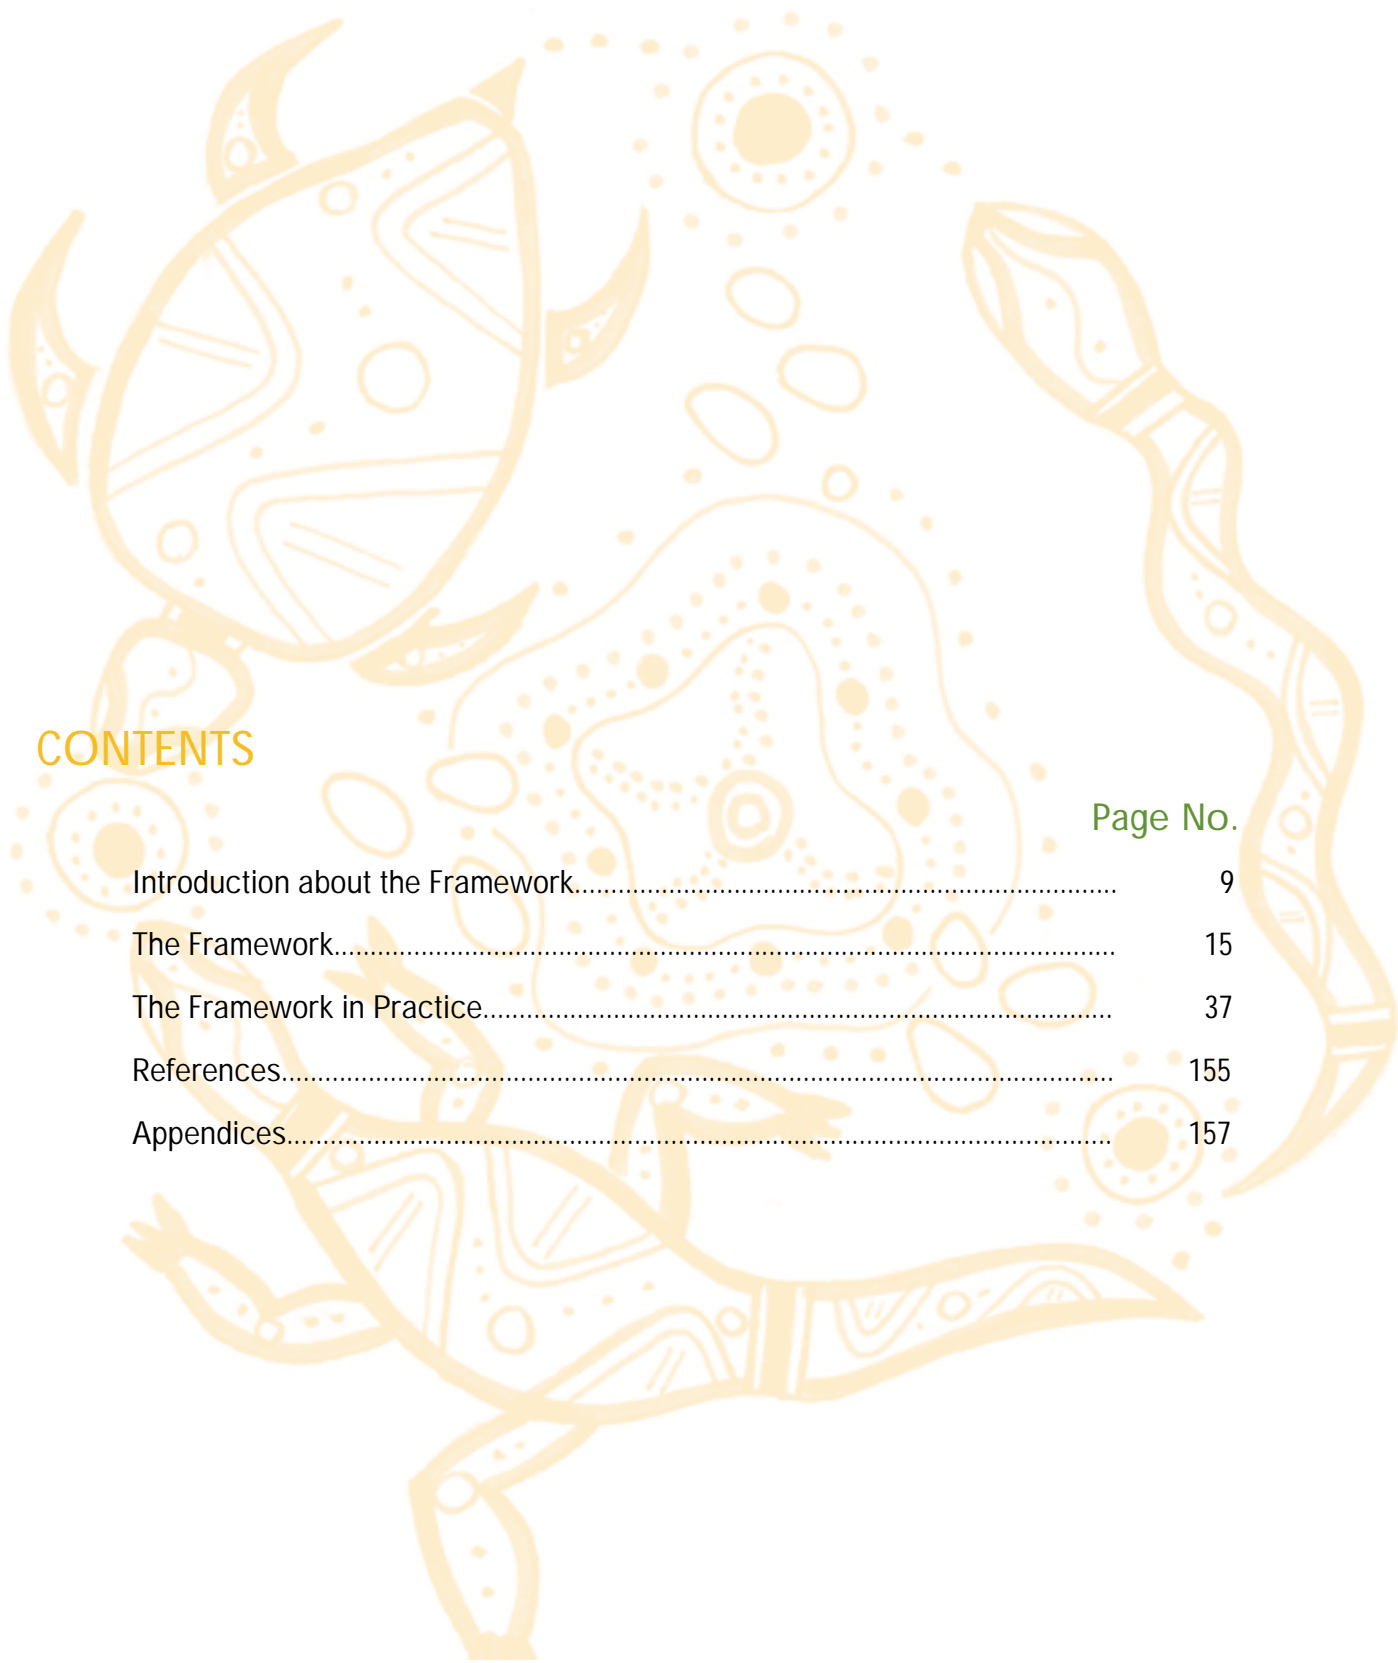 CONTENTS
Page No.
Introduction about the Framework.......................................................................... 9
The Framework........................................................................................................... 15
The Framework in Practice...................................................................................... 37
References.................................................................................................................. 155
Appendices................................................................................................................. 157